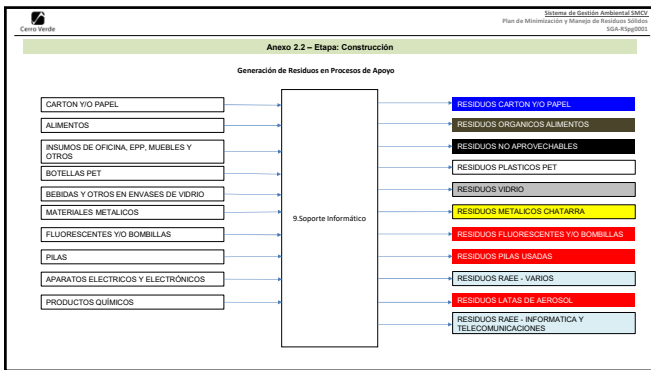 Cerro Verde
Sistema de Gestión Ambiental SMCV
Plan de Minimización y Manejo de Residuos Sólidos
SGA-RSpg0001
Anexo 2.2 – Etapa: Construcción
Generación de Residuos en Procesos de Apoyo
CARTON Y/O PAPEL
ALIMENTOS
INSUMOS DE OFICINA, EPP, MUEBLES Y
OTROS
BOTELLAS PET
BEBIDAS Y OTROS EN ENVASES DE VIDRIO
MATERIALES METALICOS
FLUORESCENTES Y/O BOMBILLAS
PILAS
APARATOS ELECTRICOS Y ELECTRÓNICOS
PRODUCTOS QUÍMICOS
9.Soporte Informático
RESIDUOS CARTON Y/O PAPEL
RESIDUOS ORGANICOS ALIMENTOS
RESIDUOS NO APROVECHABLES
RESIDUOS PLASTICOS PET
RESIDUOS VIDRIO
RESIDUOS METALICOS CHATARRA
RESIDUOS FLUORESCENTES Y/O BOMBILLAS
RESIDUOS PILAS USADAS
RESIDUOS RAEE - VARIOS
RESIDUOS LATAS DE AEROSOL
RESIDUOS RAEE - INFORMATICA Y
TELECOMUNICACIONES